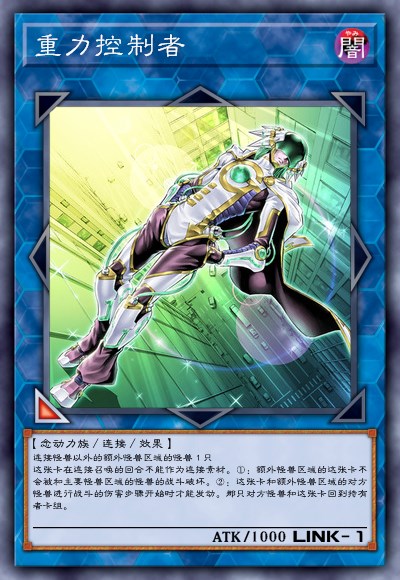 重力控制者
やみ
闇
【念动力族／连接／效果】
连接怪兽以外的额外怪兽区域的怪兽1只
这张卡在连接召唤的回合不能作为连接素材。①：额外怪兽区域的这张卡不
会被和主要怪兽区域的怪兽的战斗破坏。②：这张卡和额外怪兽区域的对方
怪兽进行战斗的伤害步骤开始时才能发动。那只对方怪兽和这张卡回到持有
者卡组。
ATK/1000 LINK-1